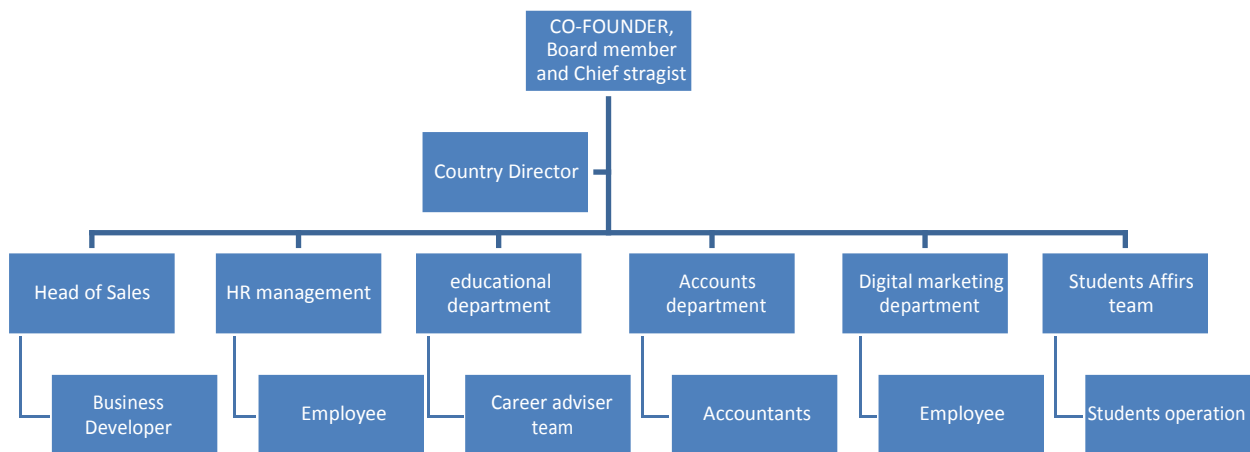 CO-FOUNDER,
Board member
and Chief stragist
Country Director
Head of Sales
HR management
educational
department
Accounts
department
Digital marketing
department
Students Affirs
team
Business
Developer
Employee
Career adviser
team
Accountants
Employee
Students operation